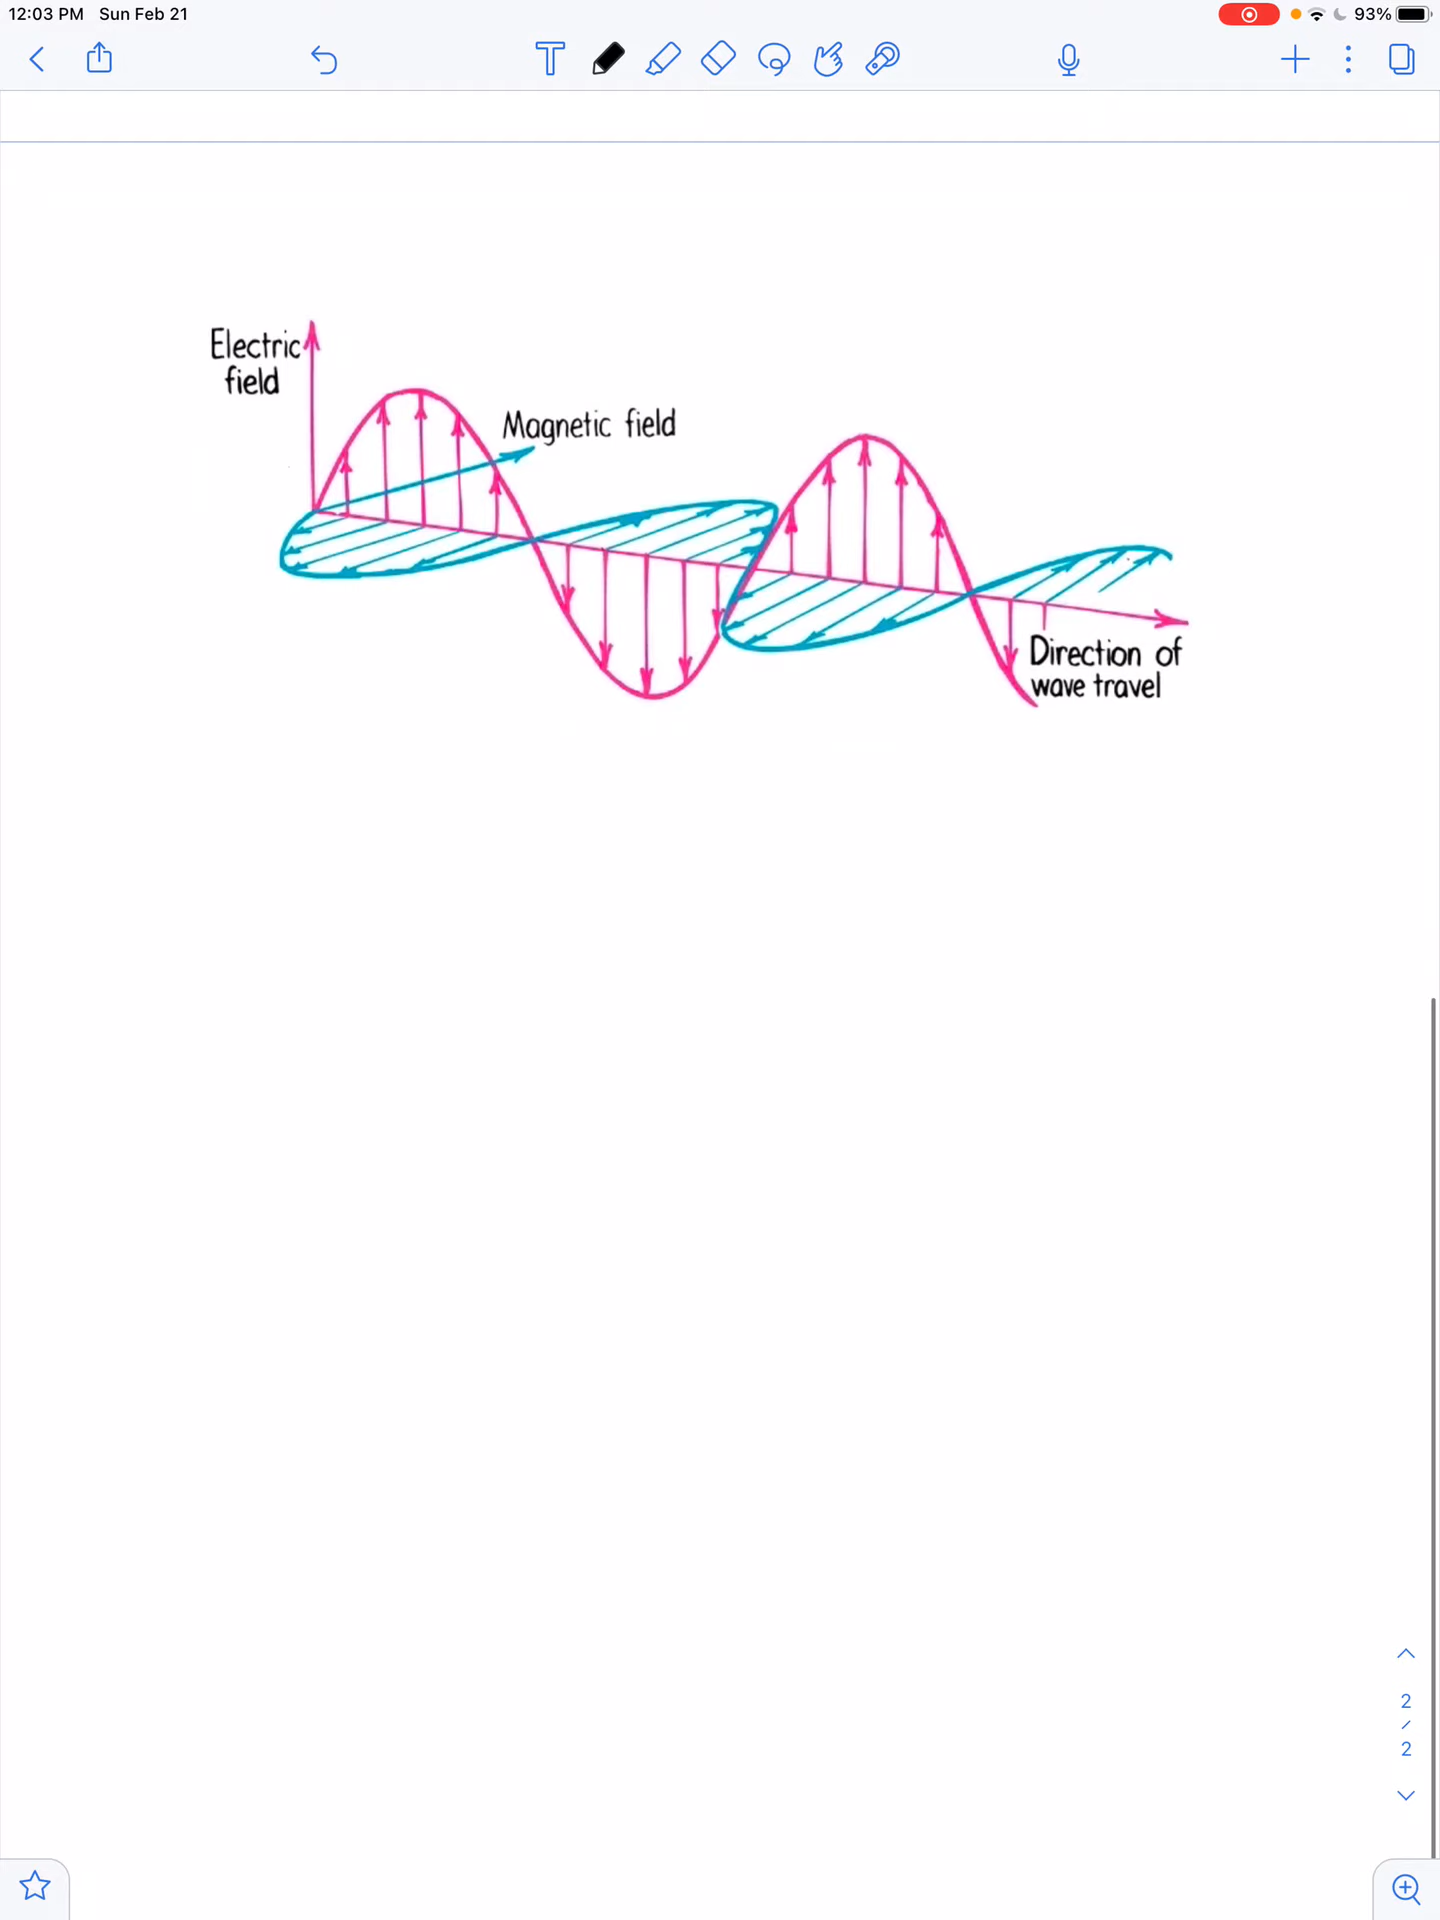 12:03 PM Sun Feb 21
93%
Electric
field
Magnetic field
Direction of
wave travel
2
/
2